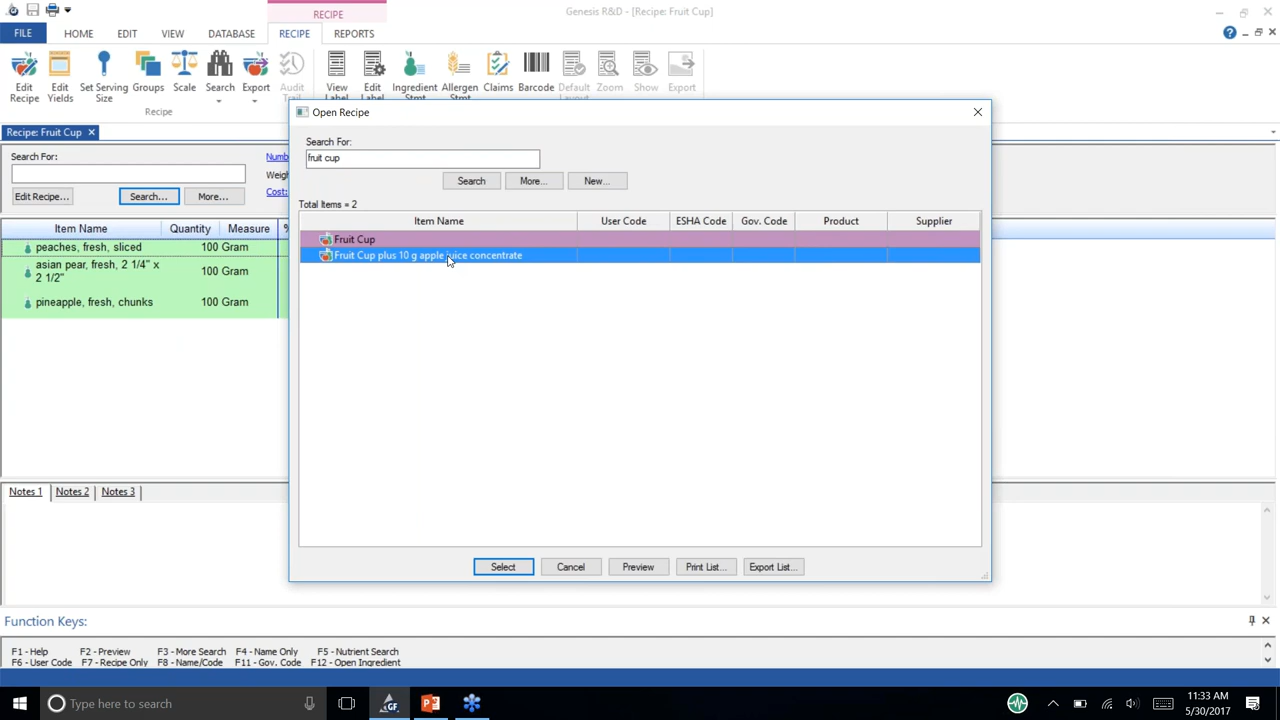 RECIPE
Genesis R&D - [Recipe: Fruit Cup]
FILE HOME EDIT VIEW DATABASE RECIPE REPORTS
Edit Recipe
Edit Yields
Set Serving Size
Groups
Scale
Search
Export
Audit Trail
View Label
Edit Label
Ingredient Stmt
Allergen Stmt
Claims
Barcode
Default Layout
Zoom
Show
Export
Recipe
Recipe: Fruit Cup
Search For:
Edit Recipe... Search... More...
Weigh
Cost:
Item Name Quantity Measure
peaches, fresh, sliced 100 Gram
asian pear, fresh, 2 1/4" x
2 1/2" 100 Gram
pineapple, fresh, chunks 100 Gram
Open Recipe
Search For:
fruit cup
Search More... New...
Total Items = 2
Item Name User Code ESHA Code Gov. Code Product Supplier
Fruit Cup
Fruit Cup plus 10 g apple juice concentrate
Select Cancel Preview Print List... Export List...
Notes 1 Notes 2 Notes 3
Function Keys:
F1 - Help F2 - Preview F3 - More Search F4 - Name Only F5 - Nutrient Search
F6 - User Code F7 - Recipe Only F8 - Name/Code F11 - Gov. Code F12 - Open Ingredient
Type here to search
GF
11:33 AM
5/30/2017